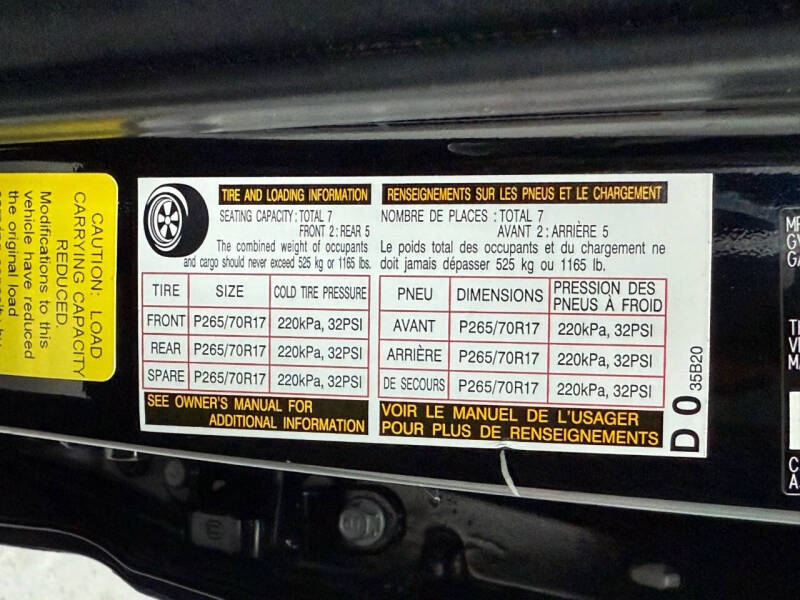 CAUTION: LOAD
CARRYING CAPACITY
REDUCED.
Modifications to this
vehicle have reduced
the original load
TIRE AND LOADING INFORMATION
SEATING CAPACITY: TOTAL 7
FRONT 2: REAR 5
The combined weight of occupants
and cargo should never exceed 525 kg or 1165 lbs.
TIRE SIZE COLD TIRE PRESSURE
FRONT P265/70R17 220kPa, 32PSI
REAR P265/70R17 220kPa, 32PSI
SPARE P265/70R17 220kPa, 32PSI
SEE OWNER'S MANUAL FOR
ADDITIONAL INFORMATION
RENSEIGNEMENTS SUR LES PNEUS ET LE CHARGEMENT
NOMBRE DE PLACES : TOTAL 7
AVANT 2: ARRIÈRE 5
Le poids total des occupants et du chargement ne
doit jamais dépasser 525 kg ou 1165 lb.
PNEU DIMENSIONS PRESSION DES
PNEUS À FROID
AVANT P265/70R17 220kPa, 32PSI
ARRIÈRE P265/70R17 220kPa, 32PSI
DE SECOURS P265/70R17 220kPa, 32PSI
VOIR LE MANUEL DE L'USAGER
POUR PLUS DE RENSEIGNEMENTS
D 0 35B20